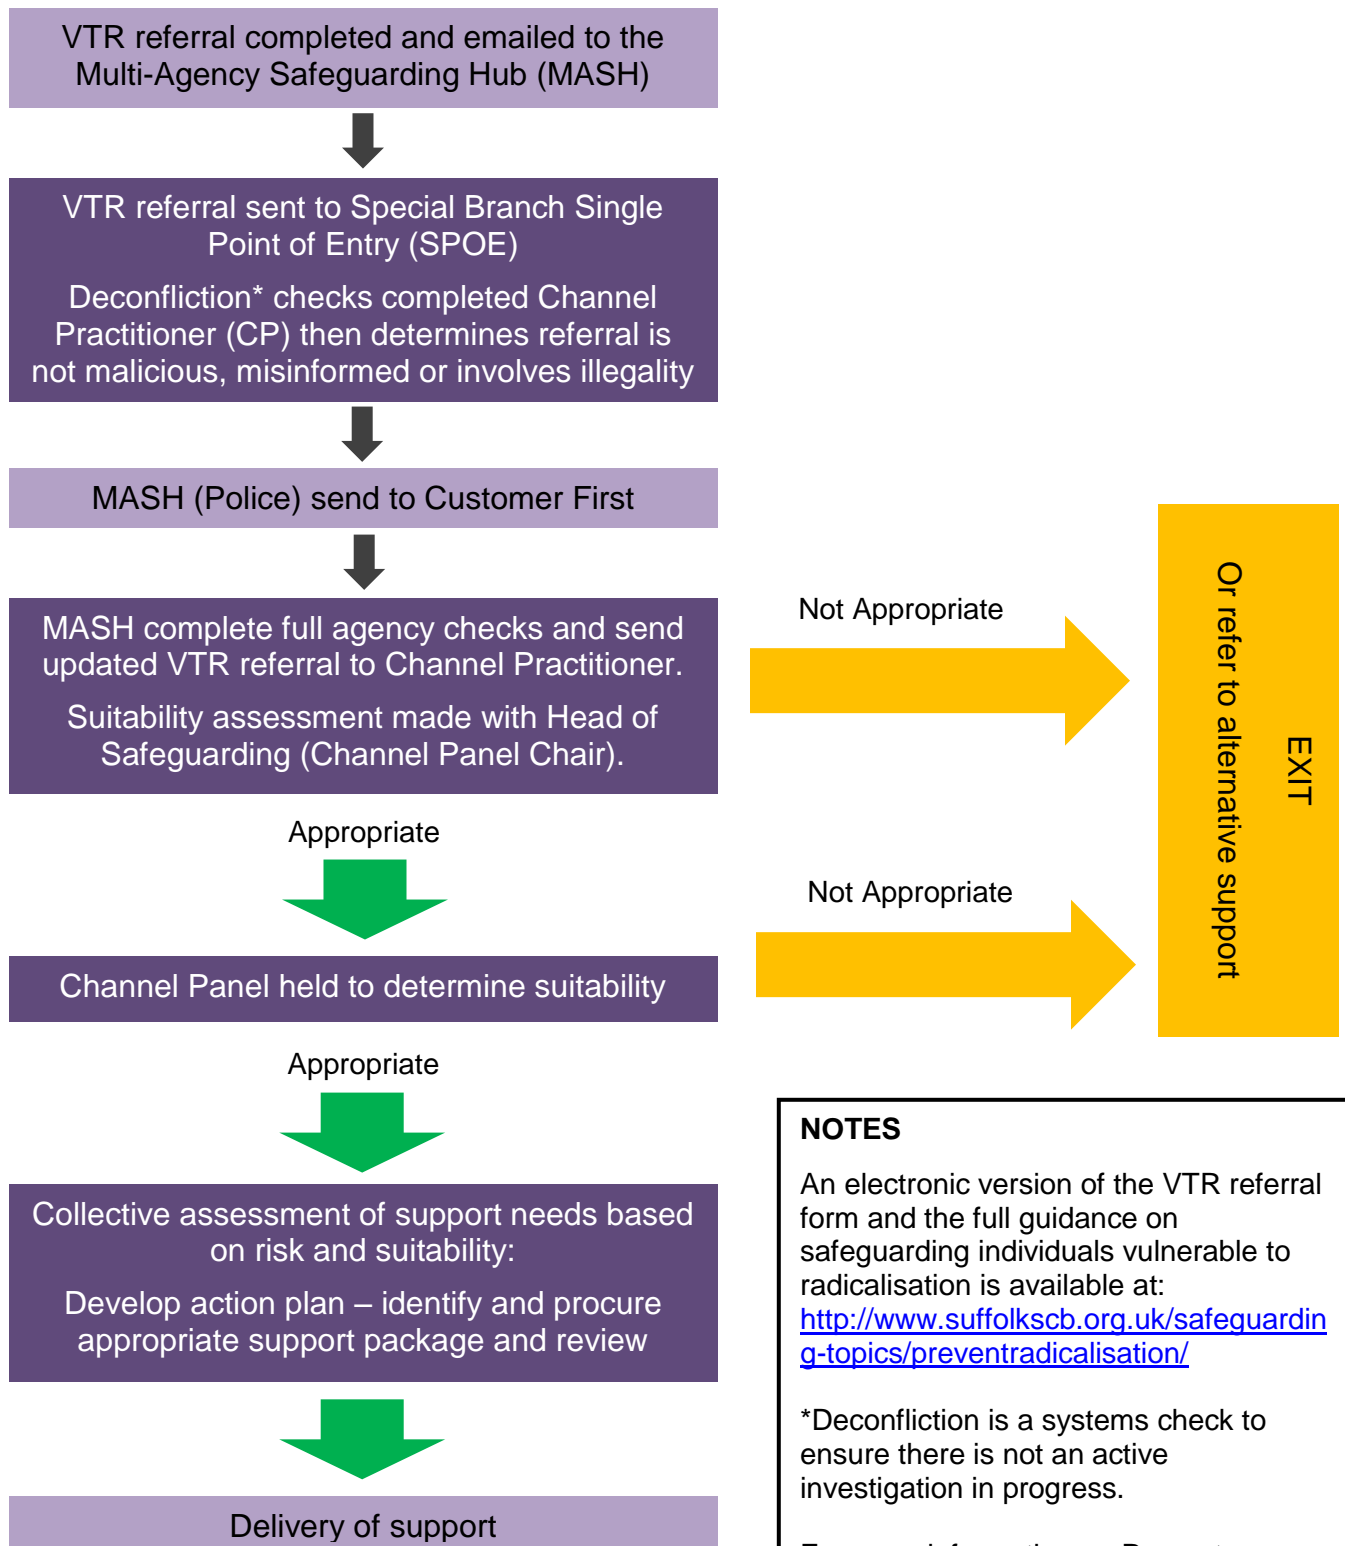 VTR referral completed and emailed to the
Multi-Agency Safeguarding Hub (MASH)
VTR referral sent to Special Branch Single
Point of Entry (SPOE)
Deconfliction* checks completed Channel
Practitioner (CP) then determines referral is
not malicious, misinformed or involves illegality
MASH (Police) send to Customer First
MASH complete full agency checks and send
updated VTR referral to Channel Practitioner.
Suitability assessment made with Head of
Safeguarding (Channel Panel Chair).
Not Appropriate
EXIT
Or refer to alternative support
Appropriate
Not Appropriate
Channel Panel held to determine suitability
Appropriate
Collective assessment of support needs based
on risk and suitability:
Develop action plan – identify and procure
appropriate support package and review
Delivery of support
NOTES
An electronic version of the VTR referral
form and the full guidance on
safeguarding individuals vulnerable to
radicalisation is available at:
http://www.suffolkscb.org.uk/safeguardin
g-topics/preventradicalisation/
*Deconfliction is a systems check to
ensure there is not an active
investigation in progress.